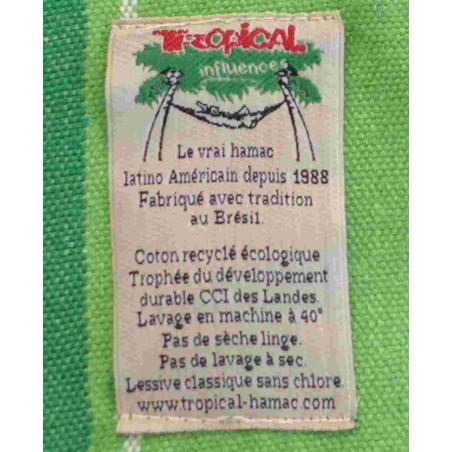 Tropical
influences
Le vrai hamac
latino Américain depuis 1988
Fabriqué avec tradition
au Brésil.
Coton recyclé écologique
Trophée du développement
durable CCI des Landes.
Lavage en machine à 40°
Pas de sèche linge.
Pas de lavage à sec.
Lessive classique sans chlore.
www.tropical-hamac.com